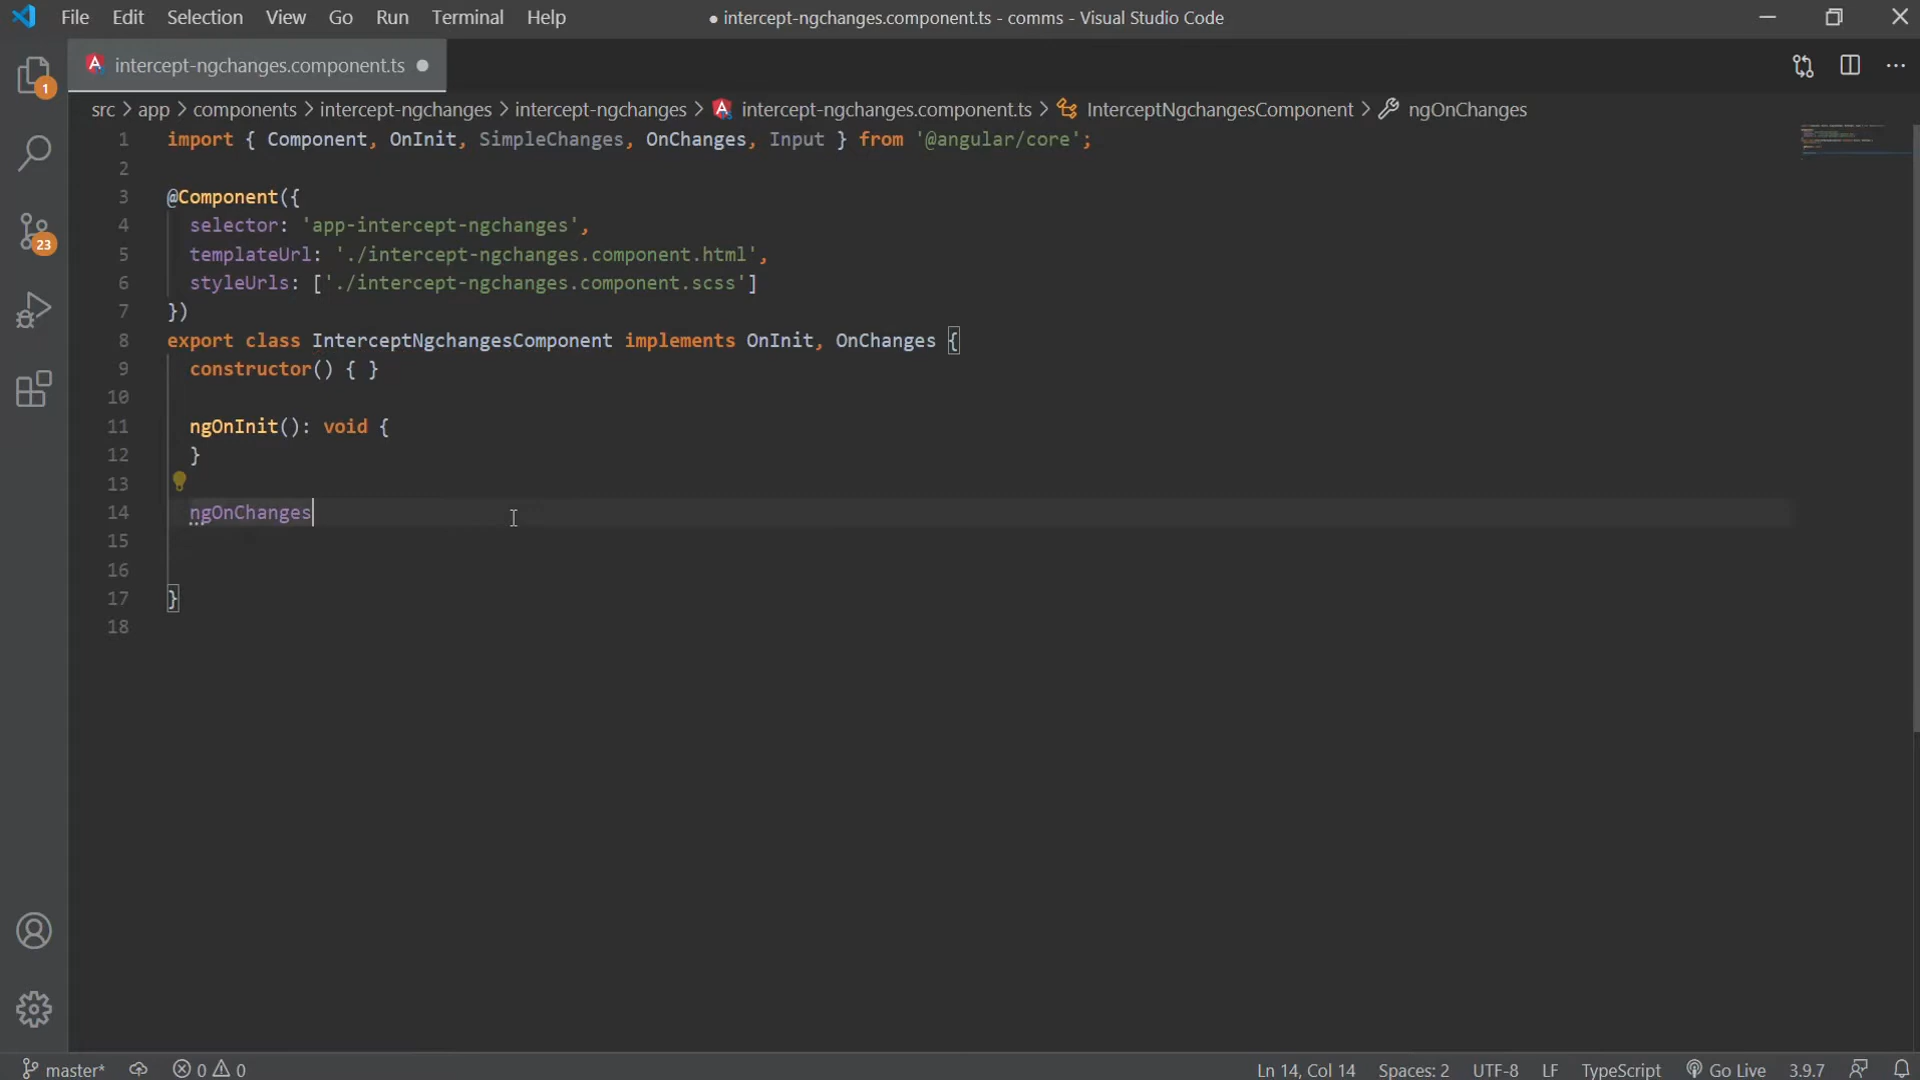 File Edit Selection View Go Run Terminal Help ● intercept-ngchanges.component.ts - comms - Visual Studio Code
intercept-ngchanges.component.ts
src > app > components > intercept-ngchanges > intercept-ngchanges > intercept-ngchanges.component.ts > InterceptNgchangesComponent > ngOnChanges
1 import { Component, OnInit, SimpleChanges, OnChanges, Input } from '@angular/core';
2
3 @Component({
4 selector: 'app-intercept-ngchanges',
5 templateUrl: './intercept-ngchanges.component.html',
6 styleUrls: ['./intercept-ngchanges.component.scss']
7 })
8 export class InterceptNgchangesComponent implements OnInit, OnChanges {
9 constructor() { }
10
11 ngOnInit(): void {
12 }
13
14 ngOnChanges
15
16
17 }
18
1
23
master* 0 0 Ln 14, Col 14 Spaces: 2 UTF-8 LF TypeScript Go Live 3.9.7